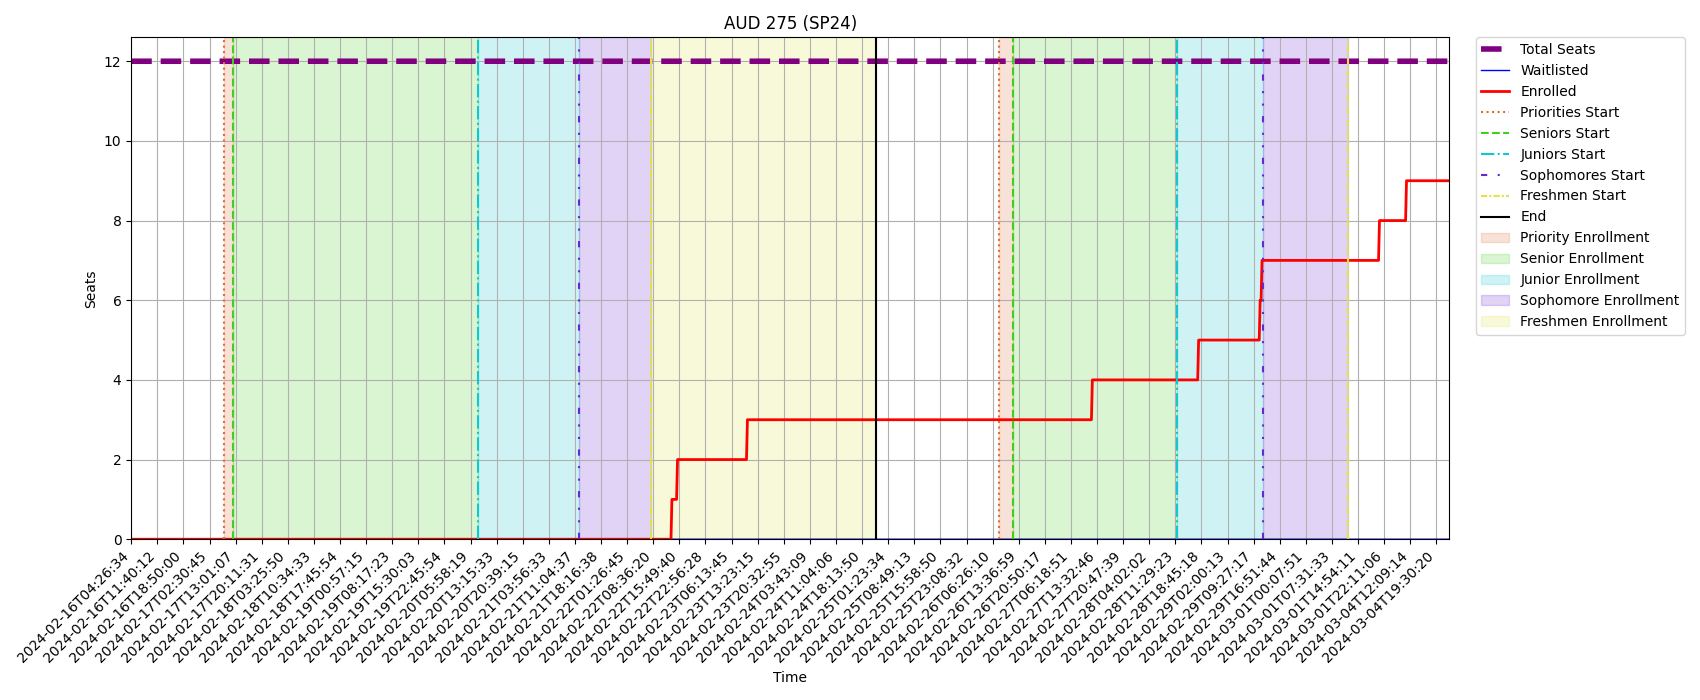 AUD 275 (SP24)
Total Seats
Waitlisted
Enrolled
Priorities Start
Seniors Start
Juniors Start
Sophomores Start
Freshmen Start
End
Priority Enrollment
Senior Enrollment
Junior Enrollment
Sophomore Enrollment
Freshmen Enrollment
Seats
12
10
8
6
4
2
0
2024-02-16T04:26:34
2024-02-16T11:40:12
2024-02-16T18:50:00
2024-02-17T02:30:45
2024-02-17T13:01:07
2024-02-17T20:11:31
2024-02-18T03:25:50
2024-02-18T10:34:33
2024-02-18T17:45:54
2024-02-19T00:57:15
2024-02-19T08:17:23
2024-02-19T15:30:03
2024-02-19T22:45:54
2024-02-20T05:58:19
2024-02-20T13:15:33
2024-02-20T20:39:15
2024-02-21T03:56:33
2024-02-21T11:04:37
2024-02-21T18:16:38
2024-02-22T01:26:45
2024-02-22T08:36:20
2024-02-22T15:49:40
2024-02-22T22:56:28
2024-02-23T06:13:45
2024-02-23T13:23:15
2024-02-23T20:32:55
2024-02-24T03:43:09
2024-02-24T11:04:06
2024-02-24T18:13:50
2024-02-25T01:23:34
2024-02-25T08:49:13
2024-02-25T15:58:50
2024-02-25T23:08:32
2024-02-26T06:26:10
2024-02-26T13:36:59
2024-02-26T20:50:17
2024-02-27T06:18:51
2024-02-27T13:32:46
2024-02-27T20:47:39
2024-02-28T04:02:02
2024-02-28T11:29:23
2024-02-28T18:45:18
2024-02-29T02:00:13
2024-02-29T09:27:17
2024-02-29T16:51:44
2024-03-01T00:07:51
2024-03-01T07:31:33
2024-03-01T14:54:11
2024-03-01T22:11:06
2024-03-04T12:09:14
2024-03-04T19:30:20
Time